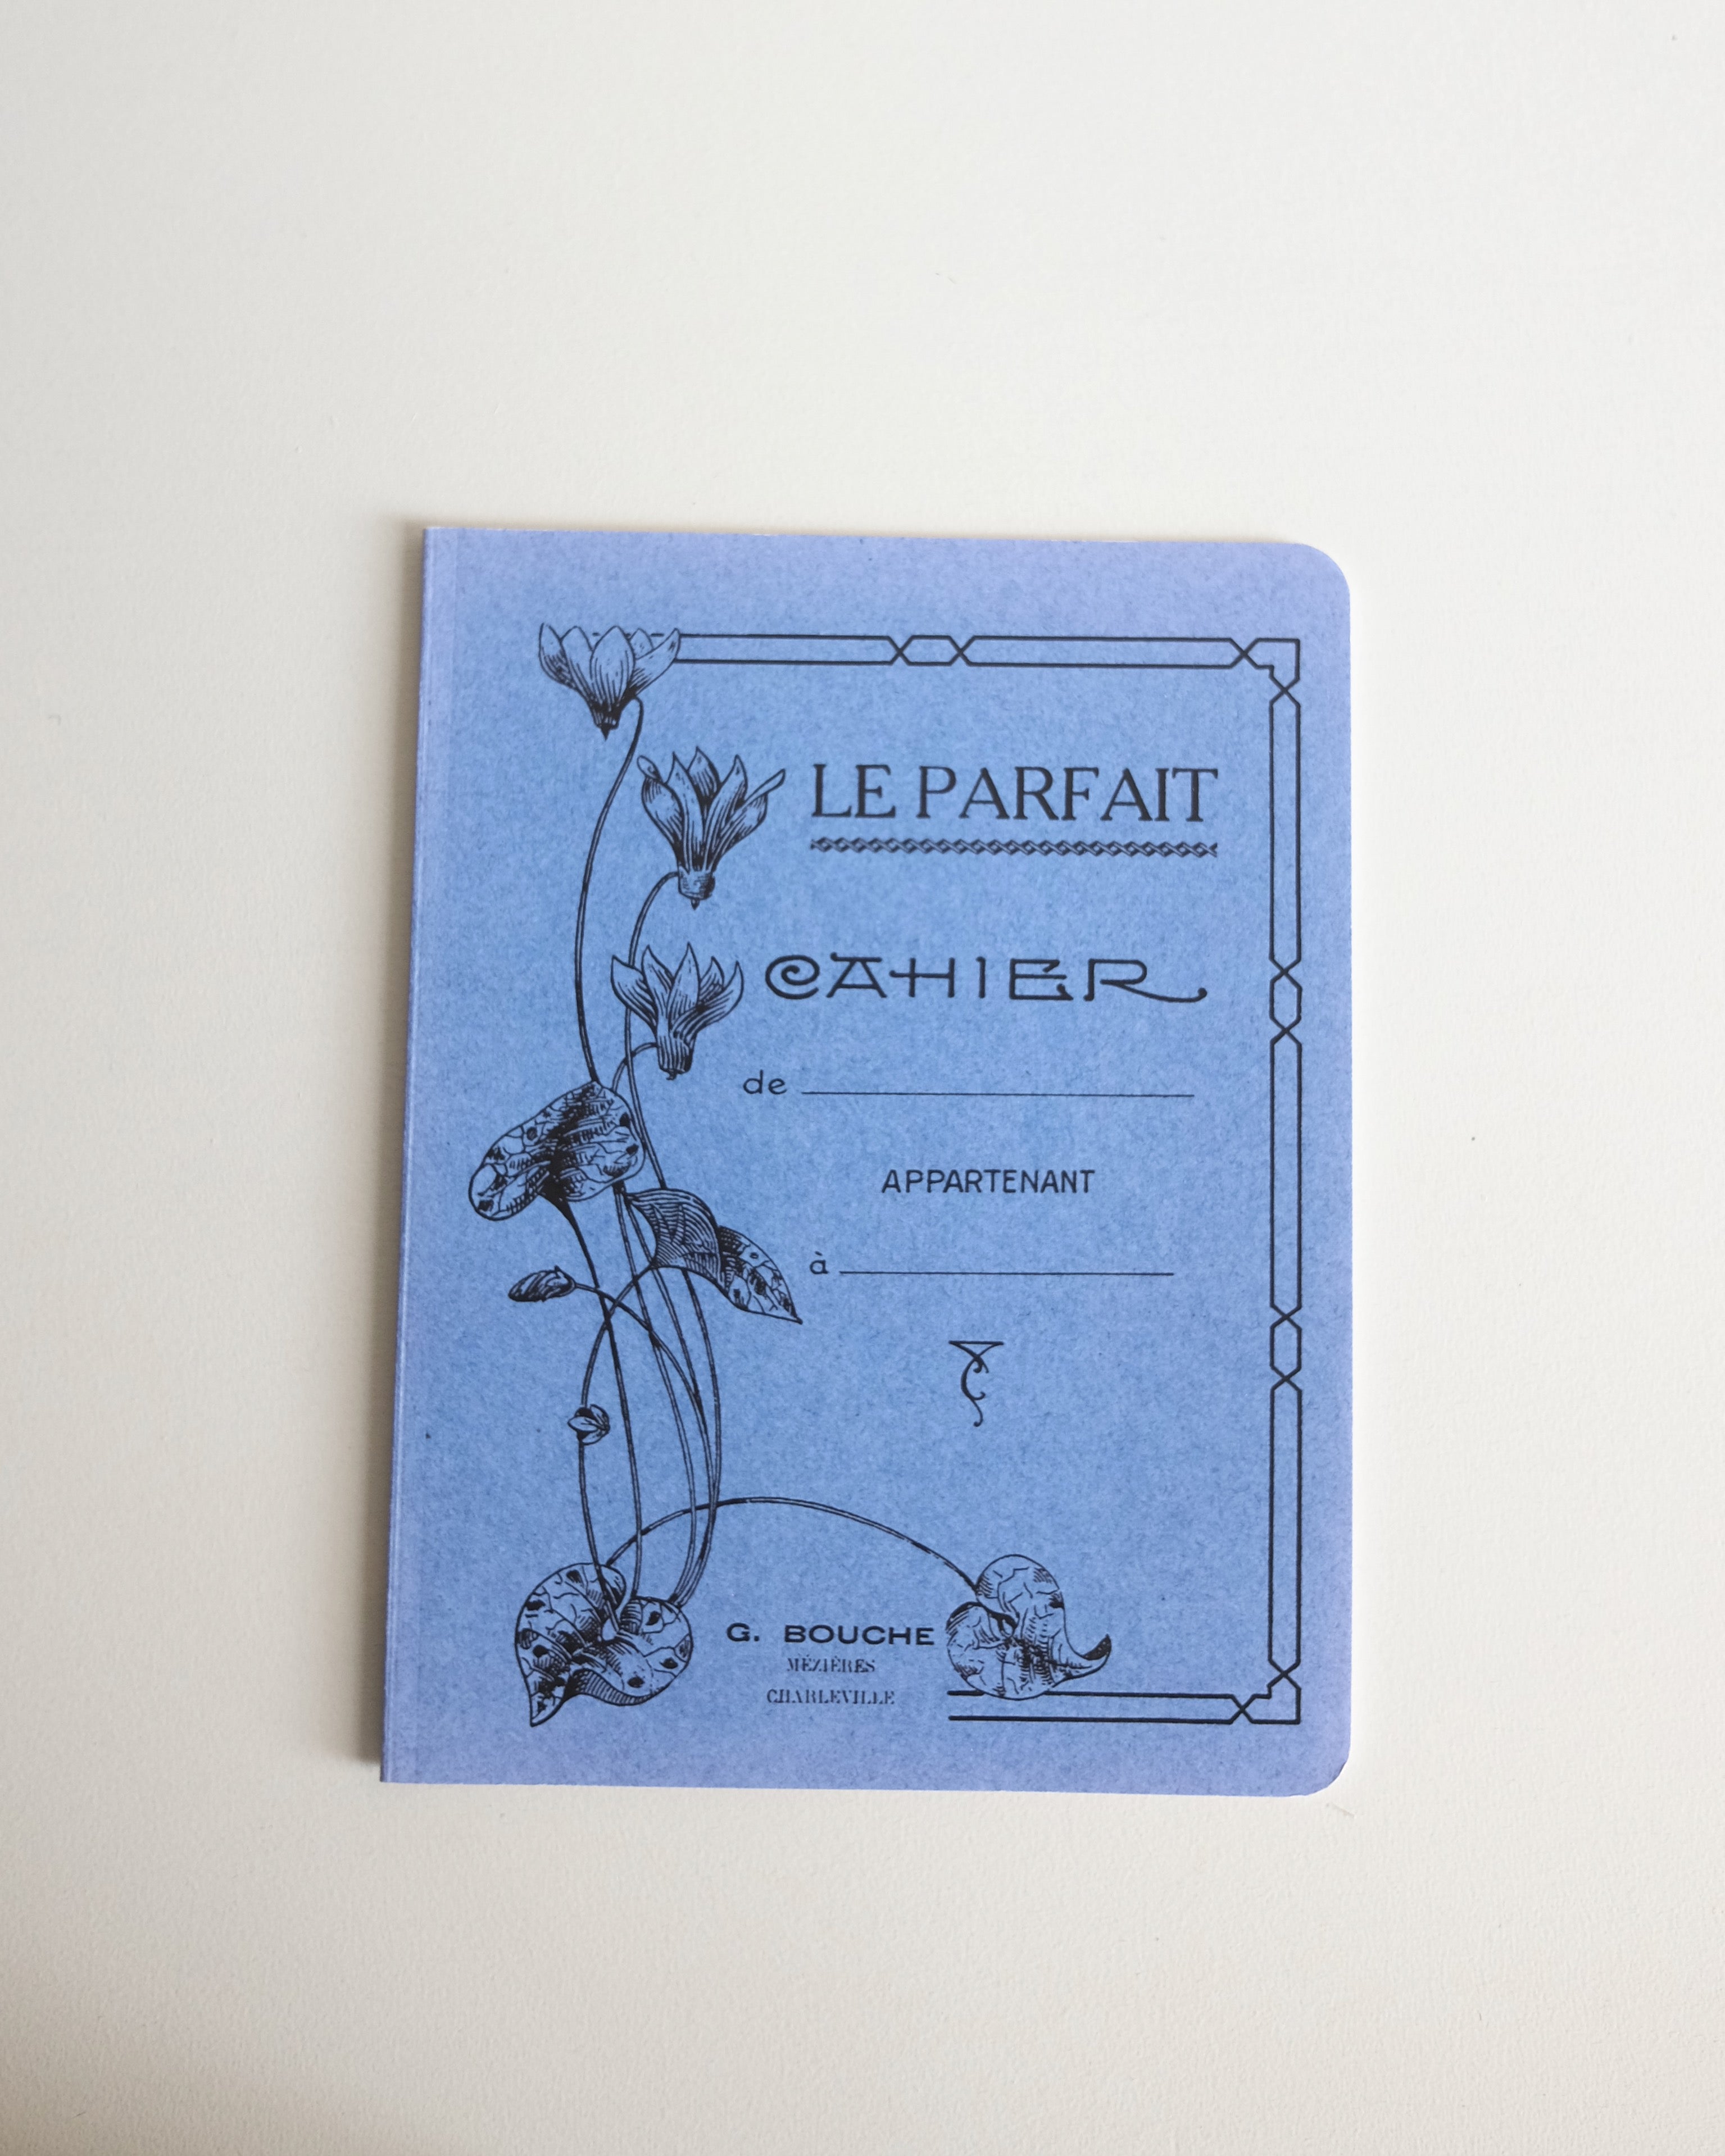 LE PARFAIT
CAHIER
de
APPARTENANT
à
G. BOUCHE
MÉZIÈRES
CHARLEVILLE